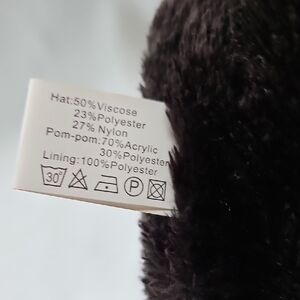 Hat:50%Viscose
23%Polyester
27% Nylon
Pom-pom:70%Acrylic
30%Polyester
Lining:100%Polyester
30° P